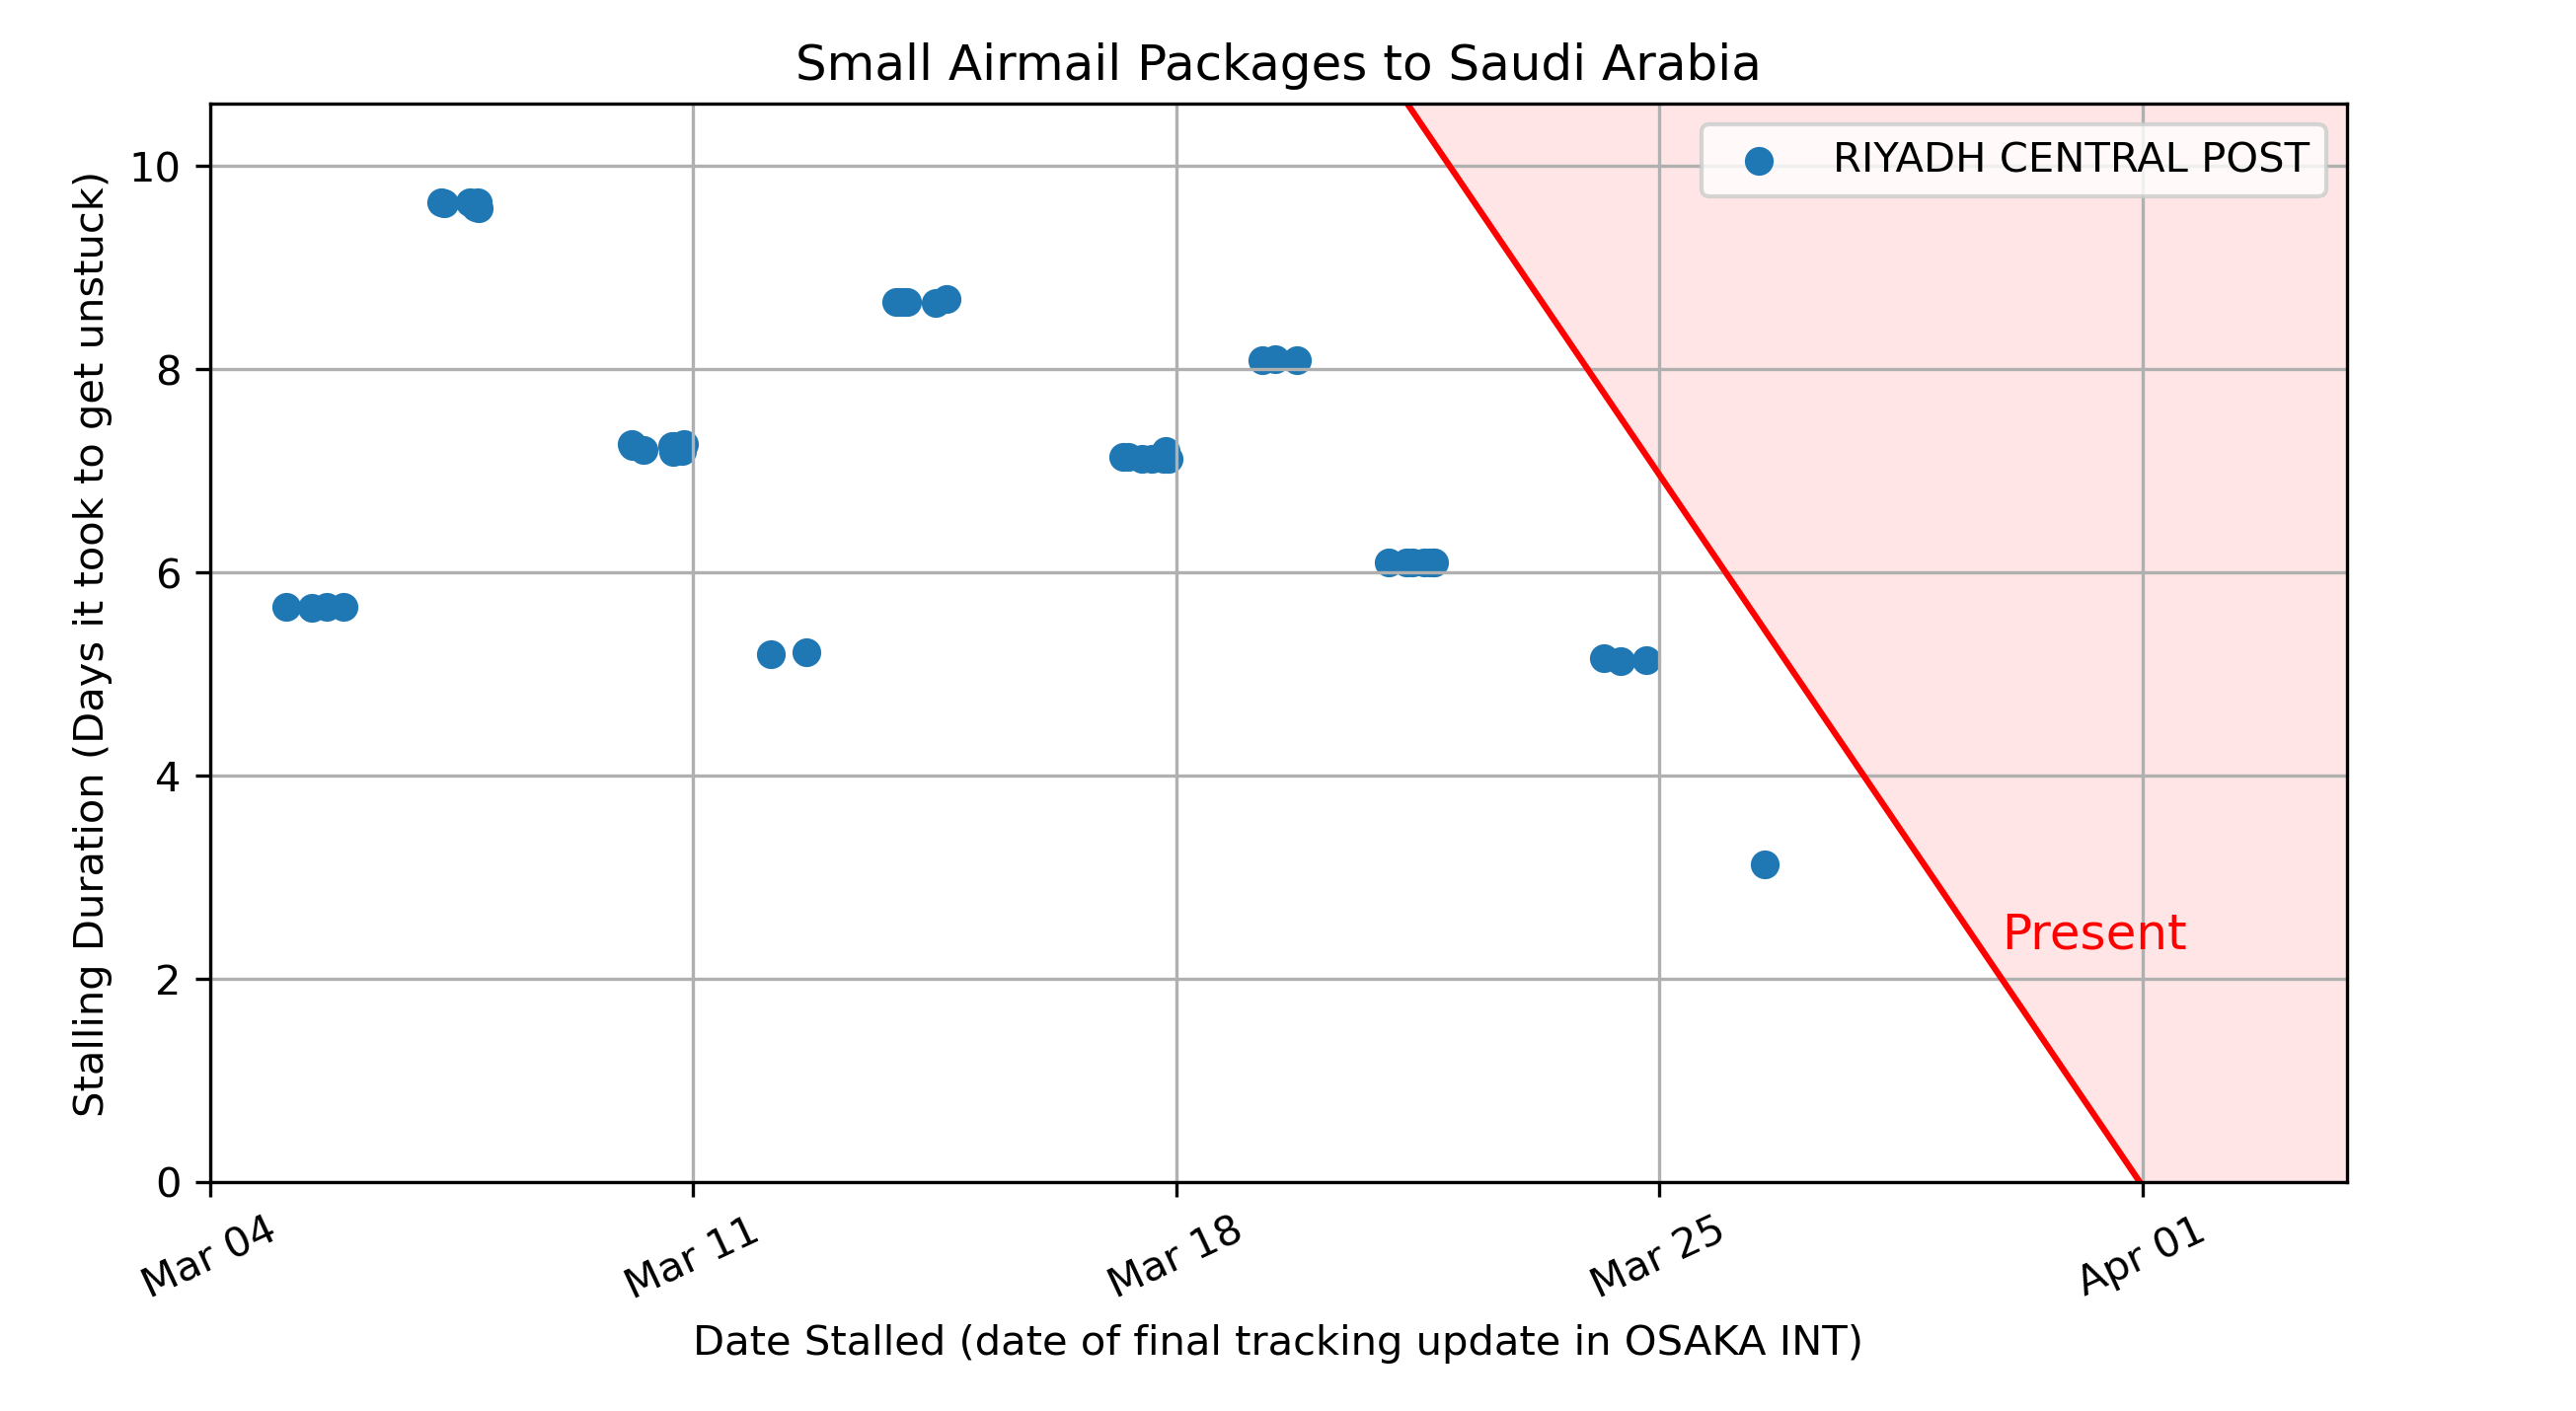 Small Airmail Packages to Saudi Arabia
RIYADH CENTRAL POST
Stalling Duration (Days it took to get unstuck)
10
8
6
4
2
0
Present
Mar 04
Mar 11
Mar 18
Mar 25
Apr 01
Date Stalled (date of final tracking update in OSAKA INT)